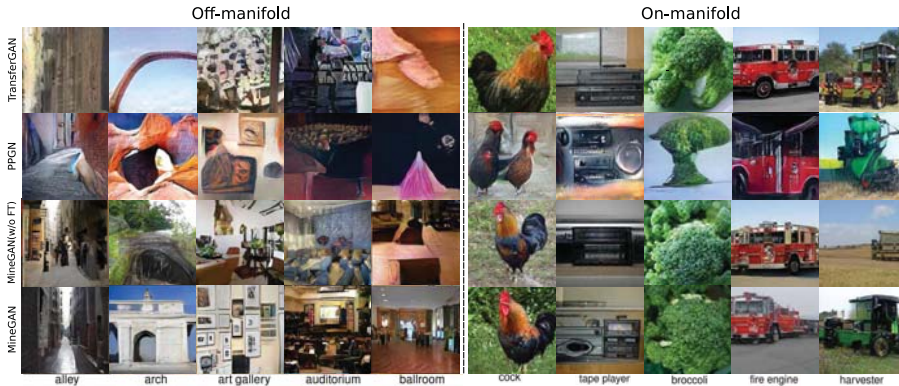 Off-manifold
On-manifold
TransferGAN
PPGN
MineGAN(w/o FT)
MineGAN
alley
arch
art gallery
auditorium
ballroom
cock
tape player
broccoli
fire engine
harvester